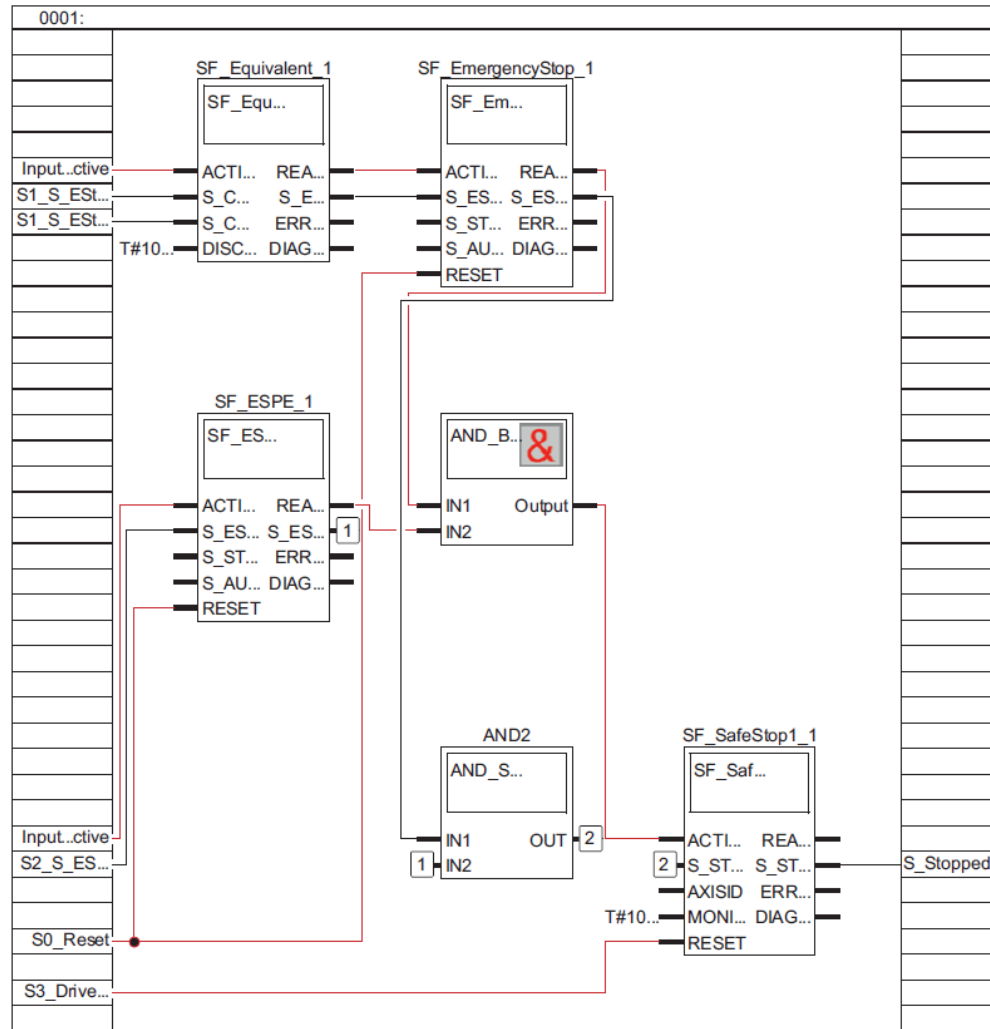 0001:
SF_Equivalent_1 SF_EmergencyStop_1
SF_Equ... SF_Em...
Input...ctive ACTI... REA... ACTI... REA...
S1_S_ESt... S_C... S_E... S_ES... S_ES...
S1_S_ESt... S_C... ERR... S_ST... ERR...
T#10... DISC... DIAG... S_AU... DIAG...
RESET
SF_ESPE_1
SF_ES... AND_B... &
ACTI... REA... IN1 Output
S_ES... S_ES... 1 IN2
S_ST... ERR...
S_AU... DIAG...
RESET
AND2 SF_SafeStop1_1
AND_S... SF_Saf...
Input...ctive IN1 OUT 2 ACTI... REA...
S2_S_ES... 1 IN2 2 S_ST... S_ST... S_Stopped
AXISID ERR...
T#10... MONI... DIAG...
S0_Reset RESET
S3_Drive...